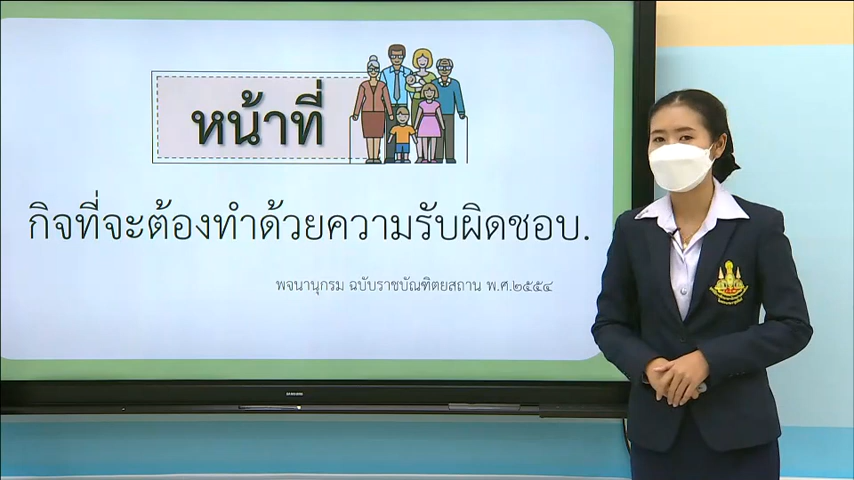 หน้าที่
กิจที่จะต้องทำด้วยความรับผิดชอบ.
พจนานุกรม ฉบับราชบัณฑิตยสถาน พ.ศ.๒๕๕๔
SAMSUNG